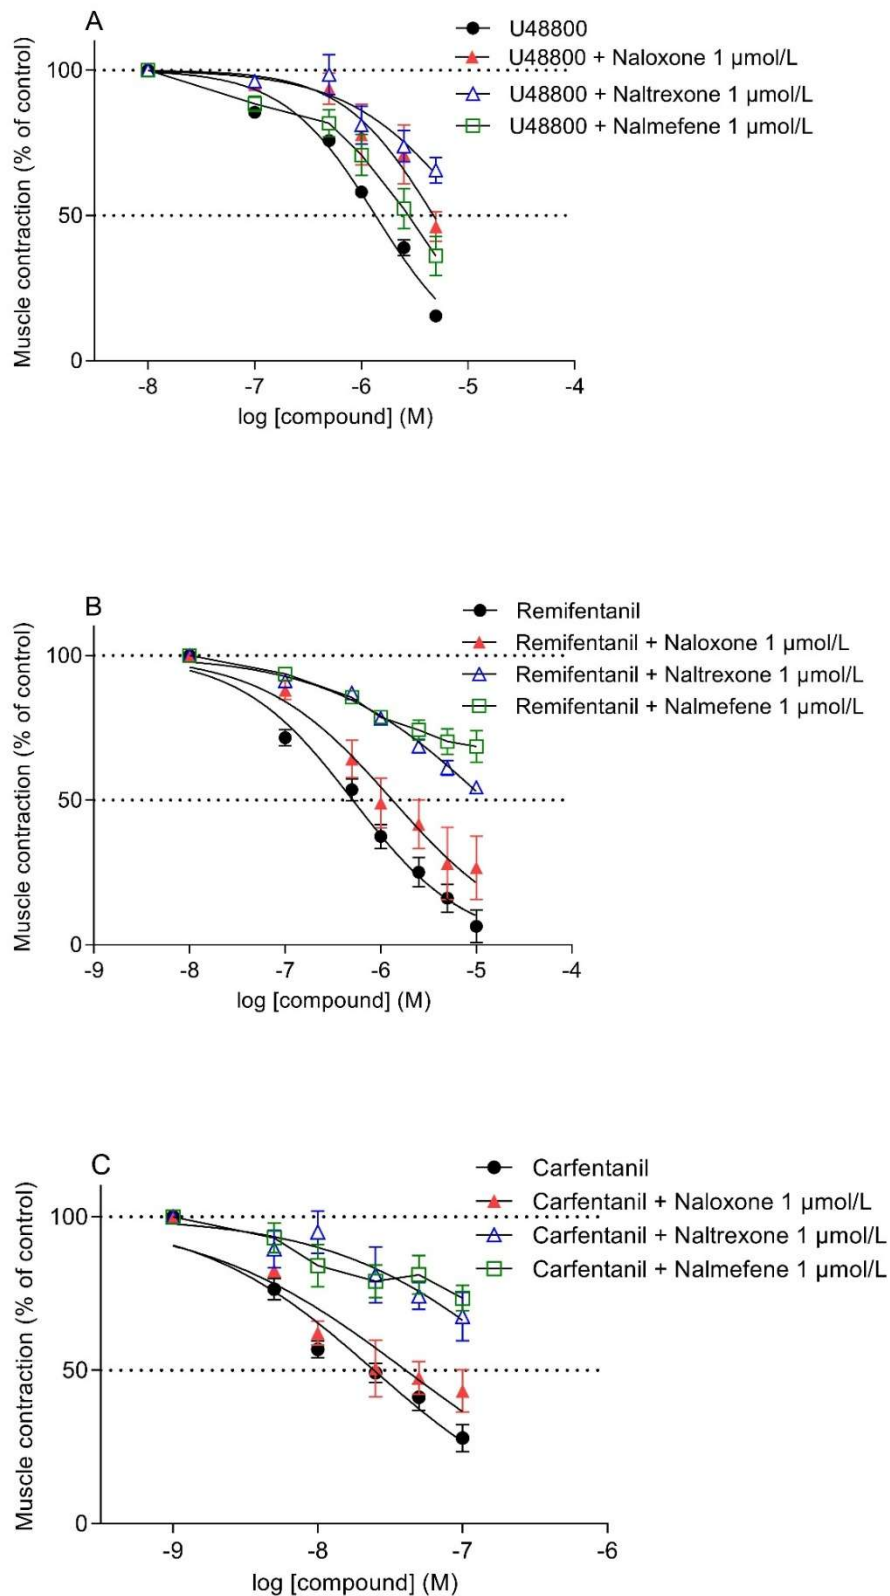 A
U48800
U48800 + Naloxone 1 µmol/L
U48800 + Naltrexone 1 µmol/L
U48800 + Nalmefene 1 µmol/L
Muscle contraction (% of control)
100
50
0
-8 -7 -6 -5 -4
log [compound] (M)
B
Remifentanil
Remifentanil + Naloxone 1 µmol/L
Remifentanil + Naltrexone 1 µmol/L
Remifentanil + Nalmefene 1 µmol/L
Muscle contraction (% of control)
100
50
0
-9 -8 -7 -6 -5 -4
log [compound] (M)
C
Carfentanil
Carfentanil + Naloxone 1 µmol/L
Carfentanil + Naltrexone 1 µmol/L
Carfentanil + Nalmefene 1 µmol/L
Muscle contraction (% of control)
100
50
0
-9 -8 -7 -6
log [compound] (M)